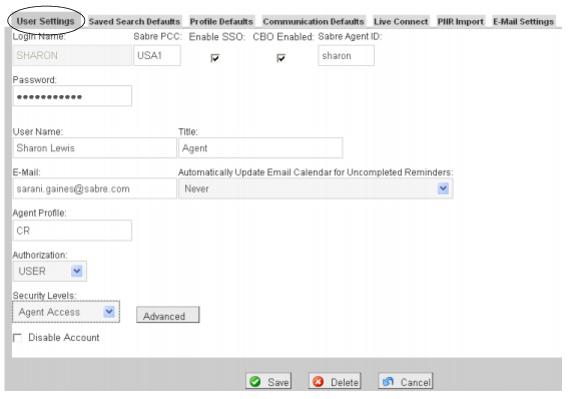 User Settings Saved Search Defaults Profile Defaults Communication Defaults Live Connect PNR Import E-Mail Settings
Login Name: Sabre PCC: Enable SSO: CBO Enabled: Sabre Agent ID:
SHARON USA1 sharon
Password:
•••••••••••
User Name: Title:
Sharon Lewis Agent
E-Mail: Automatically Update Email Calendar for Uncompleted Reminders:
sarani.gaines@sabre.com Never
Agent Profile:
CR
Authorization:
USER
Security Levels:
Agent Access Advanced
Disable Account
Save Delete Cancel